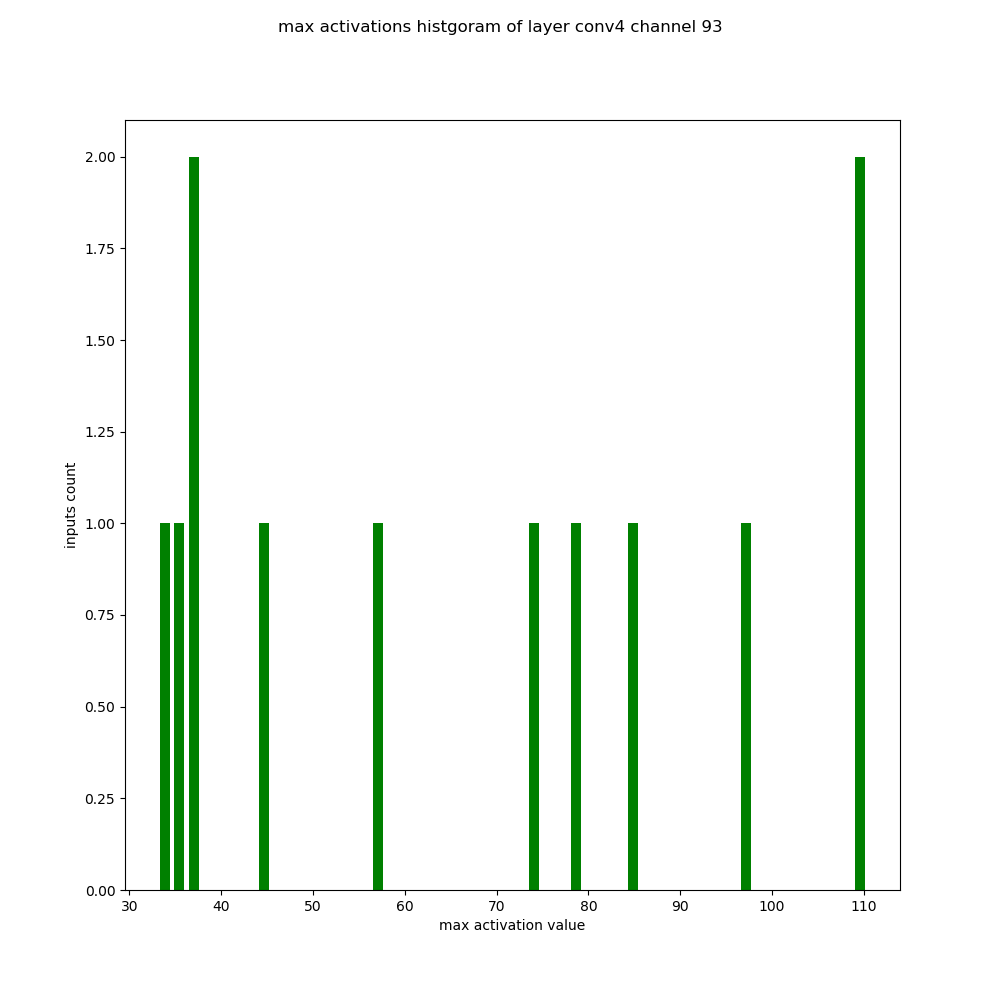 max activations histgoram of layer conv4 channel 93
2.00
1.75
1.50
1.25
1.00
0.75
0.50
0.25
0.00
inputs count
30 40 50 60 70 80 90 100 110
max activation value